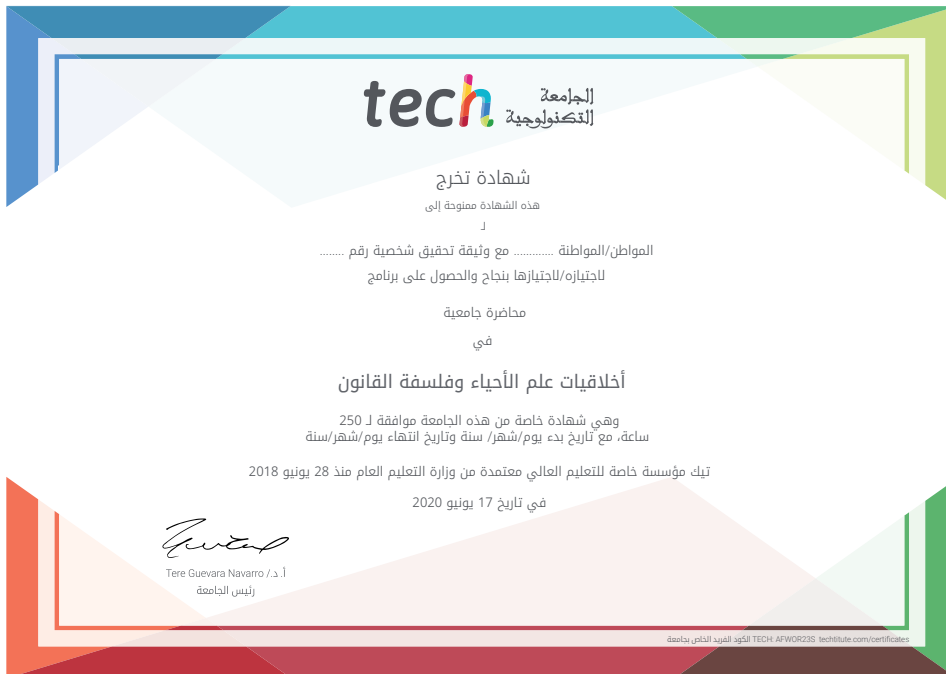 tech الجامعة
التكنولوجية
شهادة تخرج
هذه الشهادة ممنوحة إلى
لـ
المواطن/المواطنة ............ مع وثيقة تحقيق شخصية رقم ........
لاجتيازه/لاجتيازها بنجاح والحصول على برنامج
محاضرة جامعية
في
أخلاقيات علم الأحياء وفلسفة القانون
وهي شهادة خاصة من هذه الجامعة موافقة لـ 250
ساعة، مع تاريخ بدء يوم/شهر/ سنة وتاريخ انتهاء يوم/شهر/سنة
تيك مؤسسة خاصة للتعليم العالي معتمدة من وزارة التعليم العام منذ 28 يونيو 2018
في تاريخ 17 يونيو 2020
أ. د./ Tere Guevara Navarro
رئيس الجامعة
الكود الفريد الخاص بجامعة TECH: AFWOR23S techtitute.com/certificates